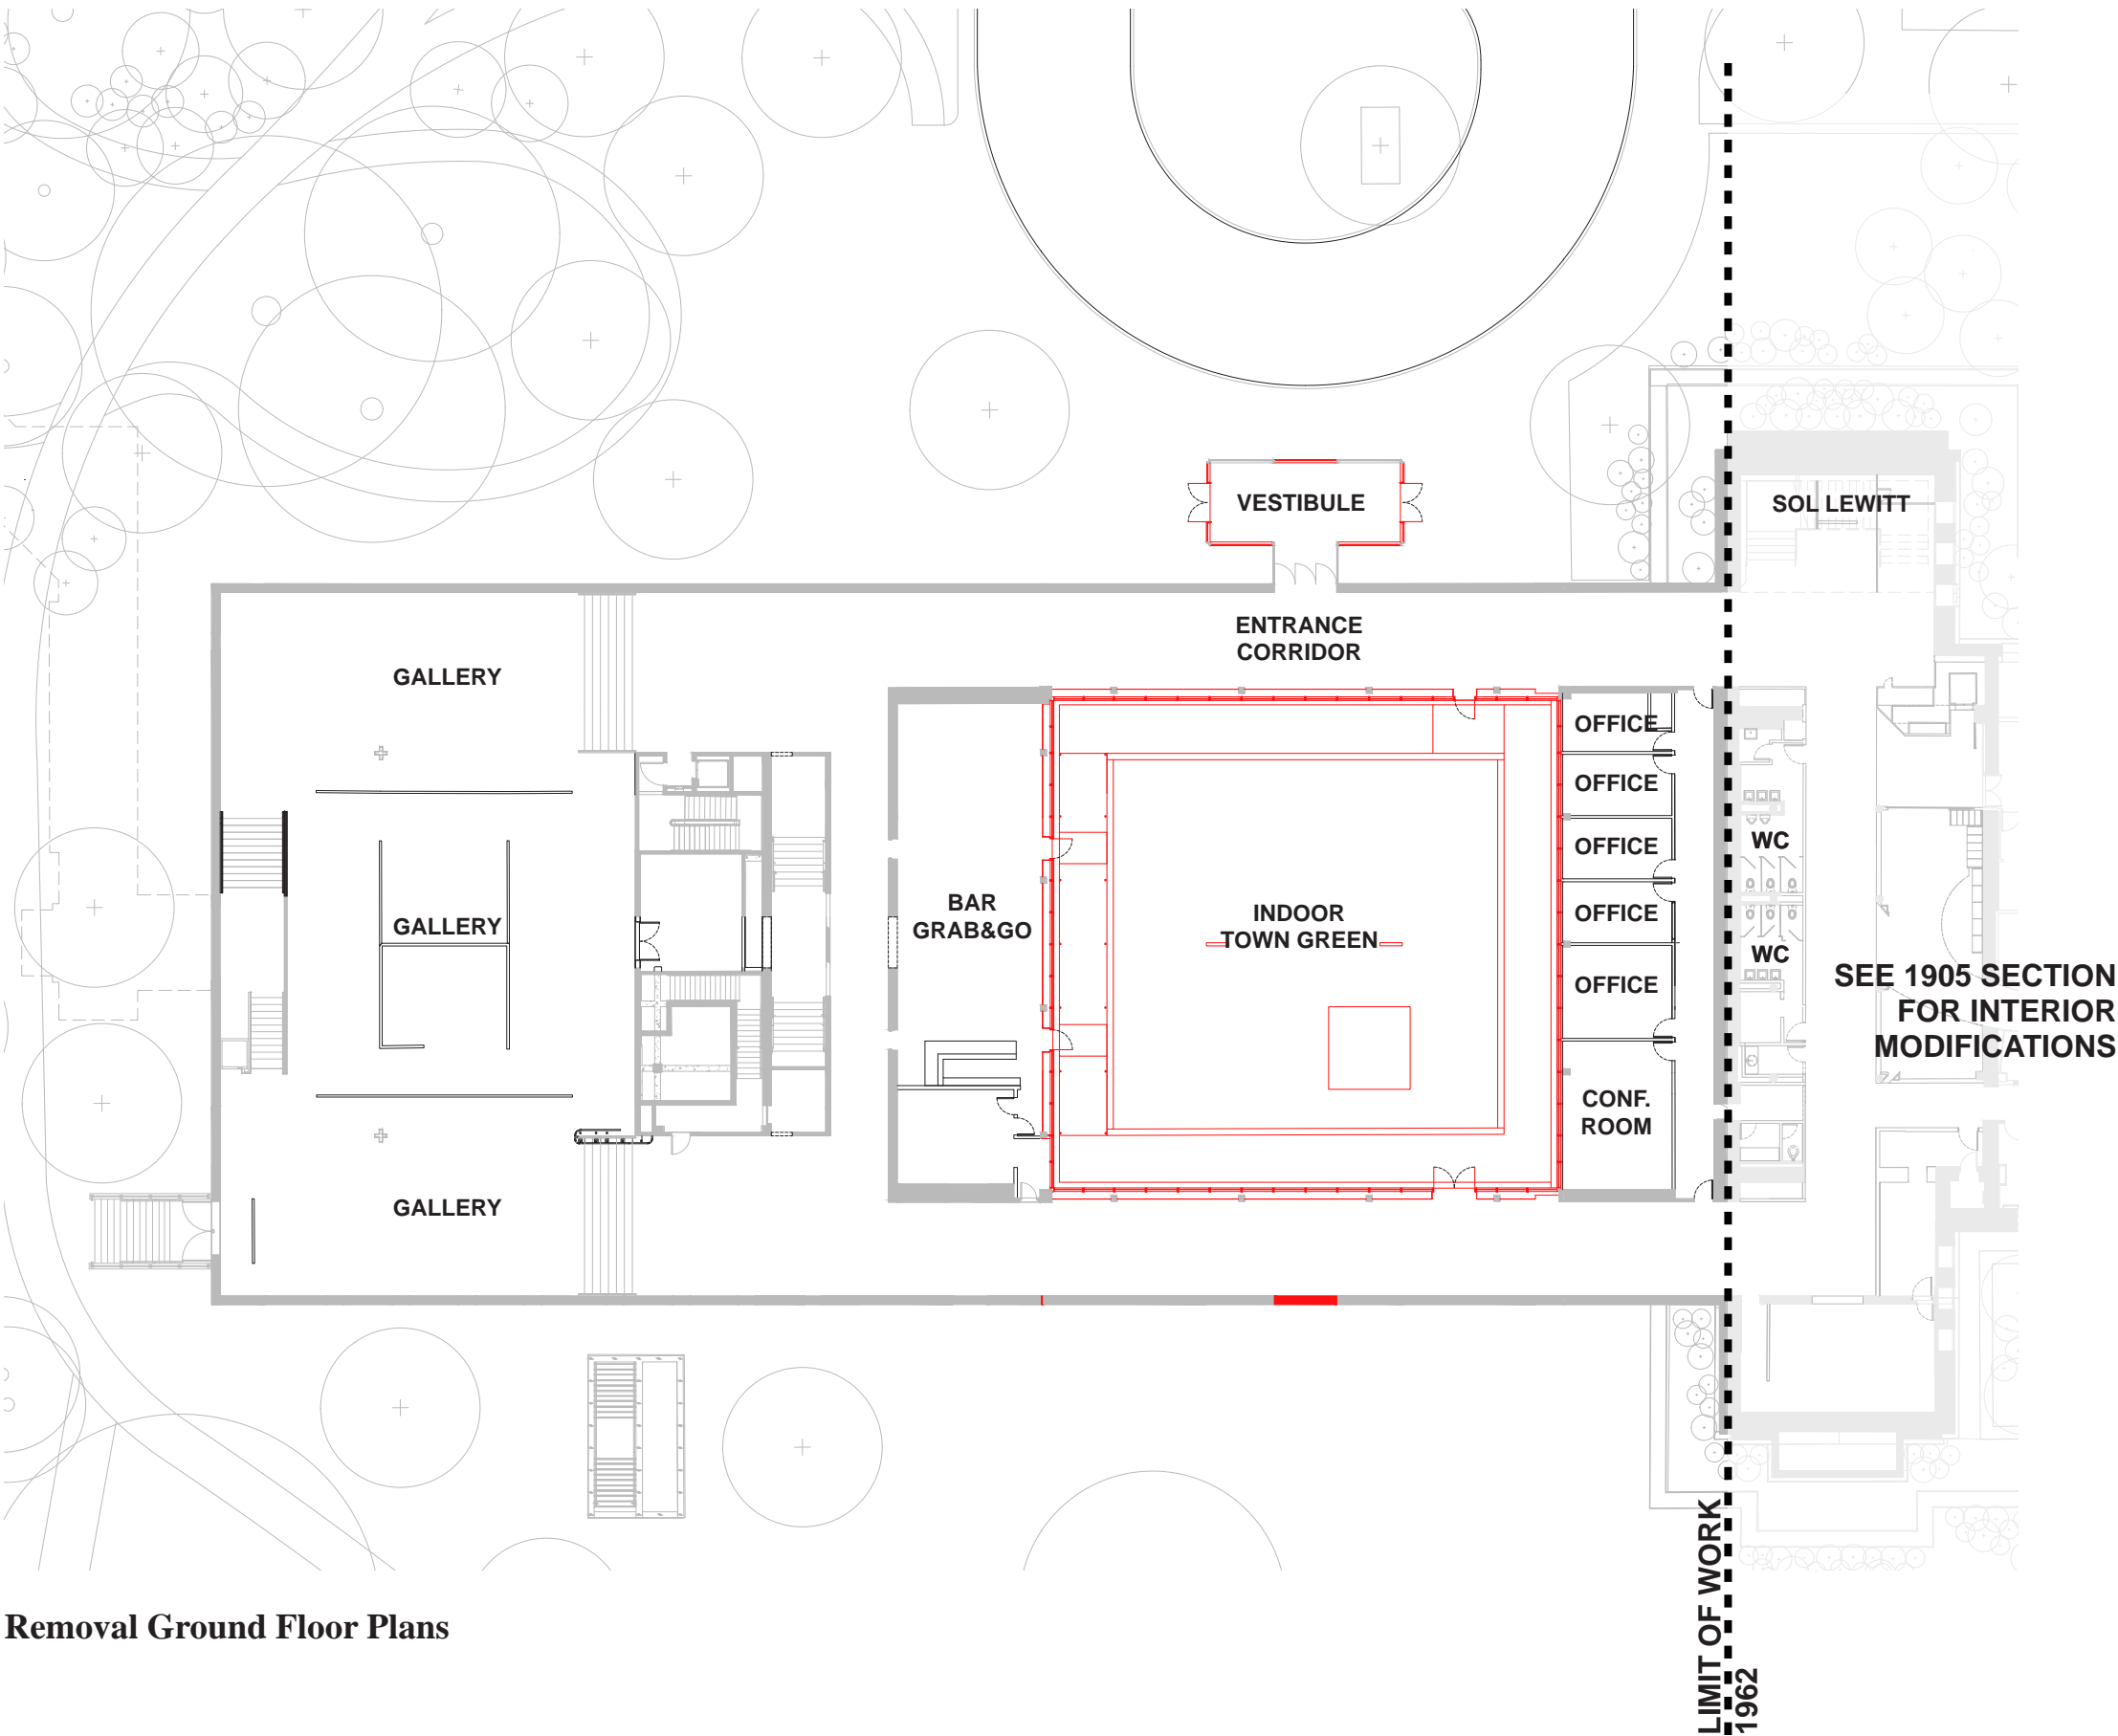 VESTIBULE
SOL LEWITT
ENTRANCE
CORRIDOR
GALLERY
OFFICE
OFFICE
OFFICE
WC
BAR
GRAB&GO
INDOOR
TOWN GREEN
OFFICE
GALLERY
WC
OFFICE
SEE 1905 SECTION
FOR INTERIOR
MODIFICATIONS
CONF.
ROOM
GALLERY
LIMIT OF WORK
1962
Removal Ground Floor Plans